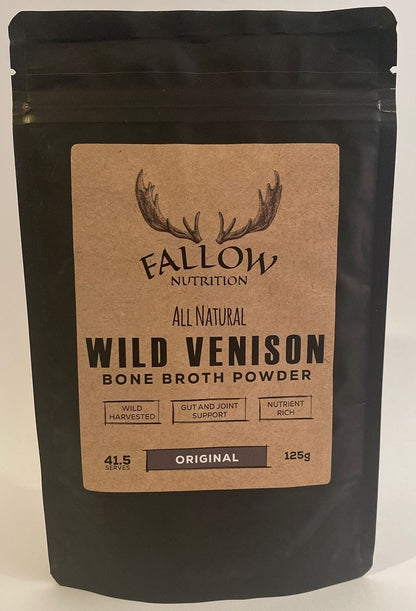 FALLOW
NUTRITION
ALL NATURAL
WILD VENISON
BONE BROTH POWDER
WILD HARVESTED
GUT AND JOINT SUPPORT
NUTRIENT RICH
41.5 SERVES
ORIGINAL
125g